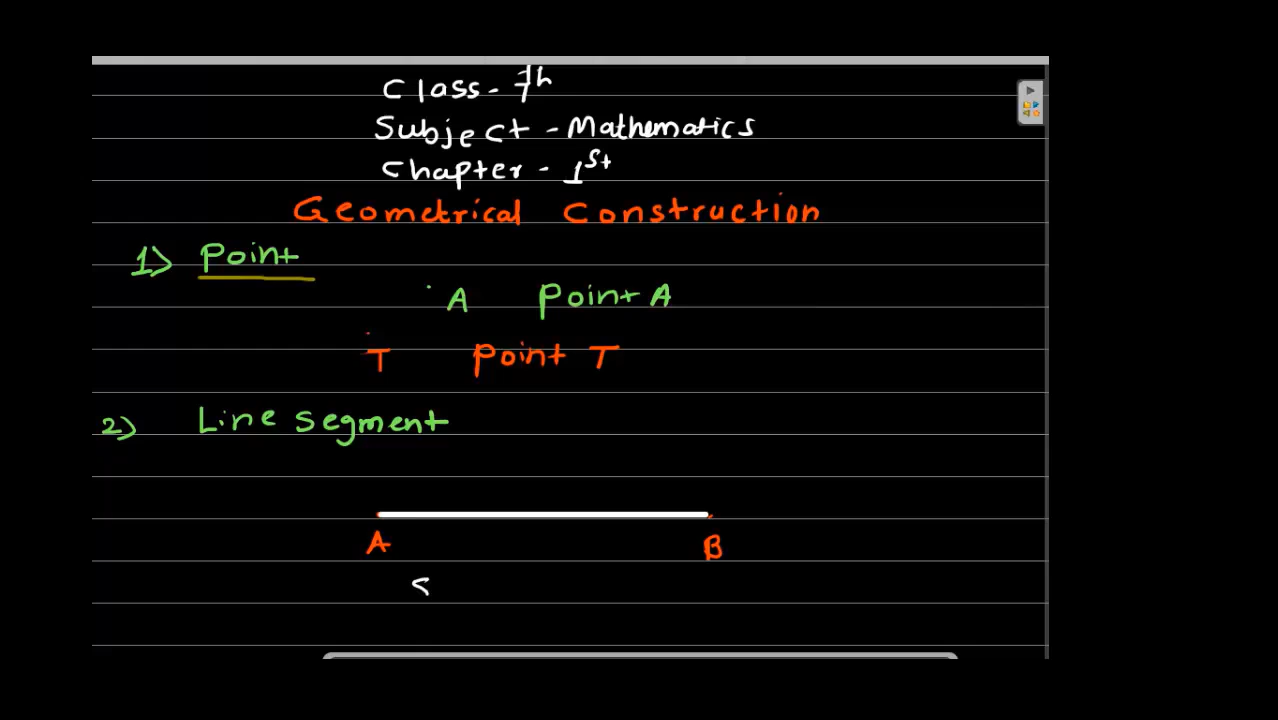 Class - 7th
Subject - Mathematics
Chapter - 1st
Geometrical Construction
1) Point
A Point A
T Point T
2) Line segment
A B
S